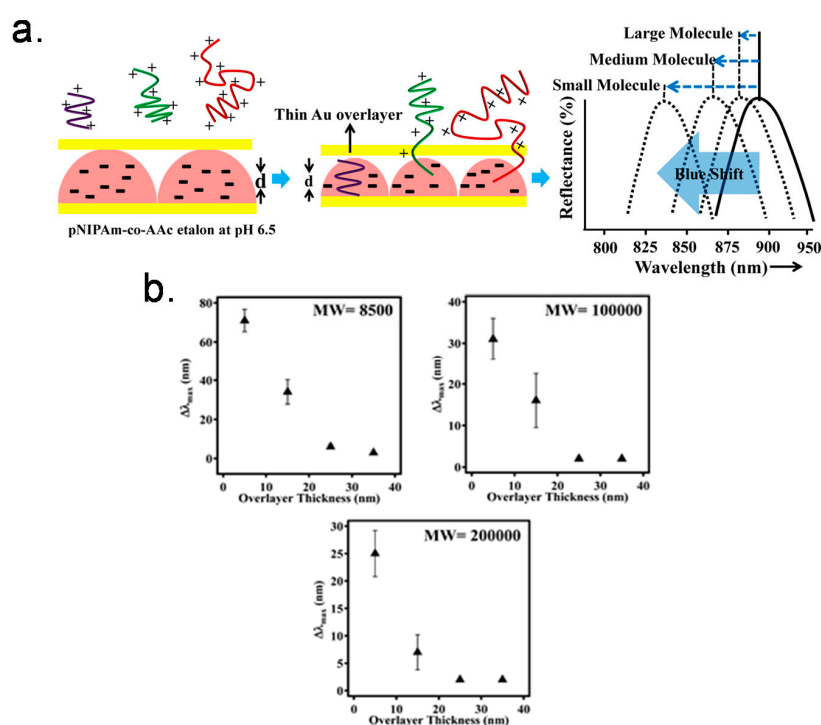 a.
+ + + + + + + + + + + + +
Thin Au overlayer
d
d
pNIPAm-co-AAc etalon at pH 6.5
Large Molecule
Medium Molecule
Small Molecule
Reflectance (%)
Blue Shift
800 825 850 875 900 950
Wavelength (nm)
b.
MW= 8500
80
60
40
20
0
Δλmax (nm)
0 10 20 30 40
Overlayer Thickness (nm)
MW= 100000
40
30
20
10
0
Δλmax (nm)
0 10 20 30 40
Overlayer Thickness (nm)
MW= 200000
30
25
20
15
10
5
0
Δλmax (nm)
0 10 20 30 40
Overlayer Thickness (nm)